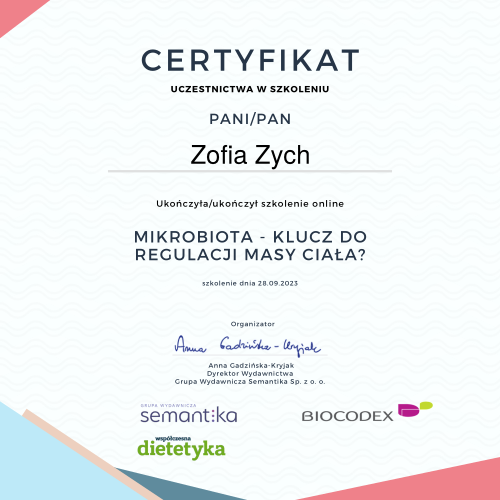 CERTYFIKAT
UCZESTNICTWA W SZKOLENIU
PANI/PAN
Zofia Zych
Ukończyła/ukończył szkolenie online
MIKROBIOTA - KLUCZ DO
REGULACJI MASY CIAŁA?
szkolenie dnia 28.09.2023
Organizator
Anna Gadzińska-Kryjak
Anna Gadzińska-Kryjak
Dyrektor Wydawnictwa
Grupa Wydawnicza Semantika Sp. z o. o.
GRUPA WYDAWNICZA
semantika
BIOCODEX
współczesna
dietetyka